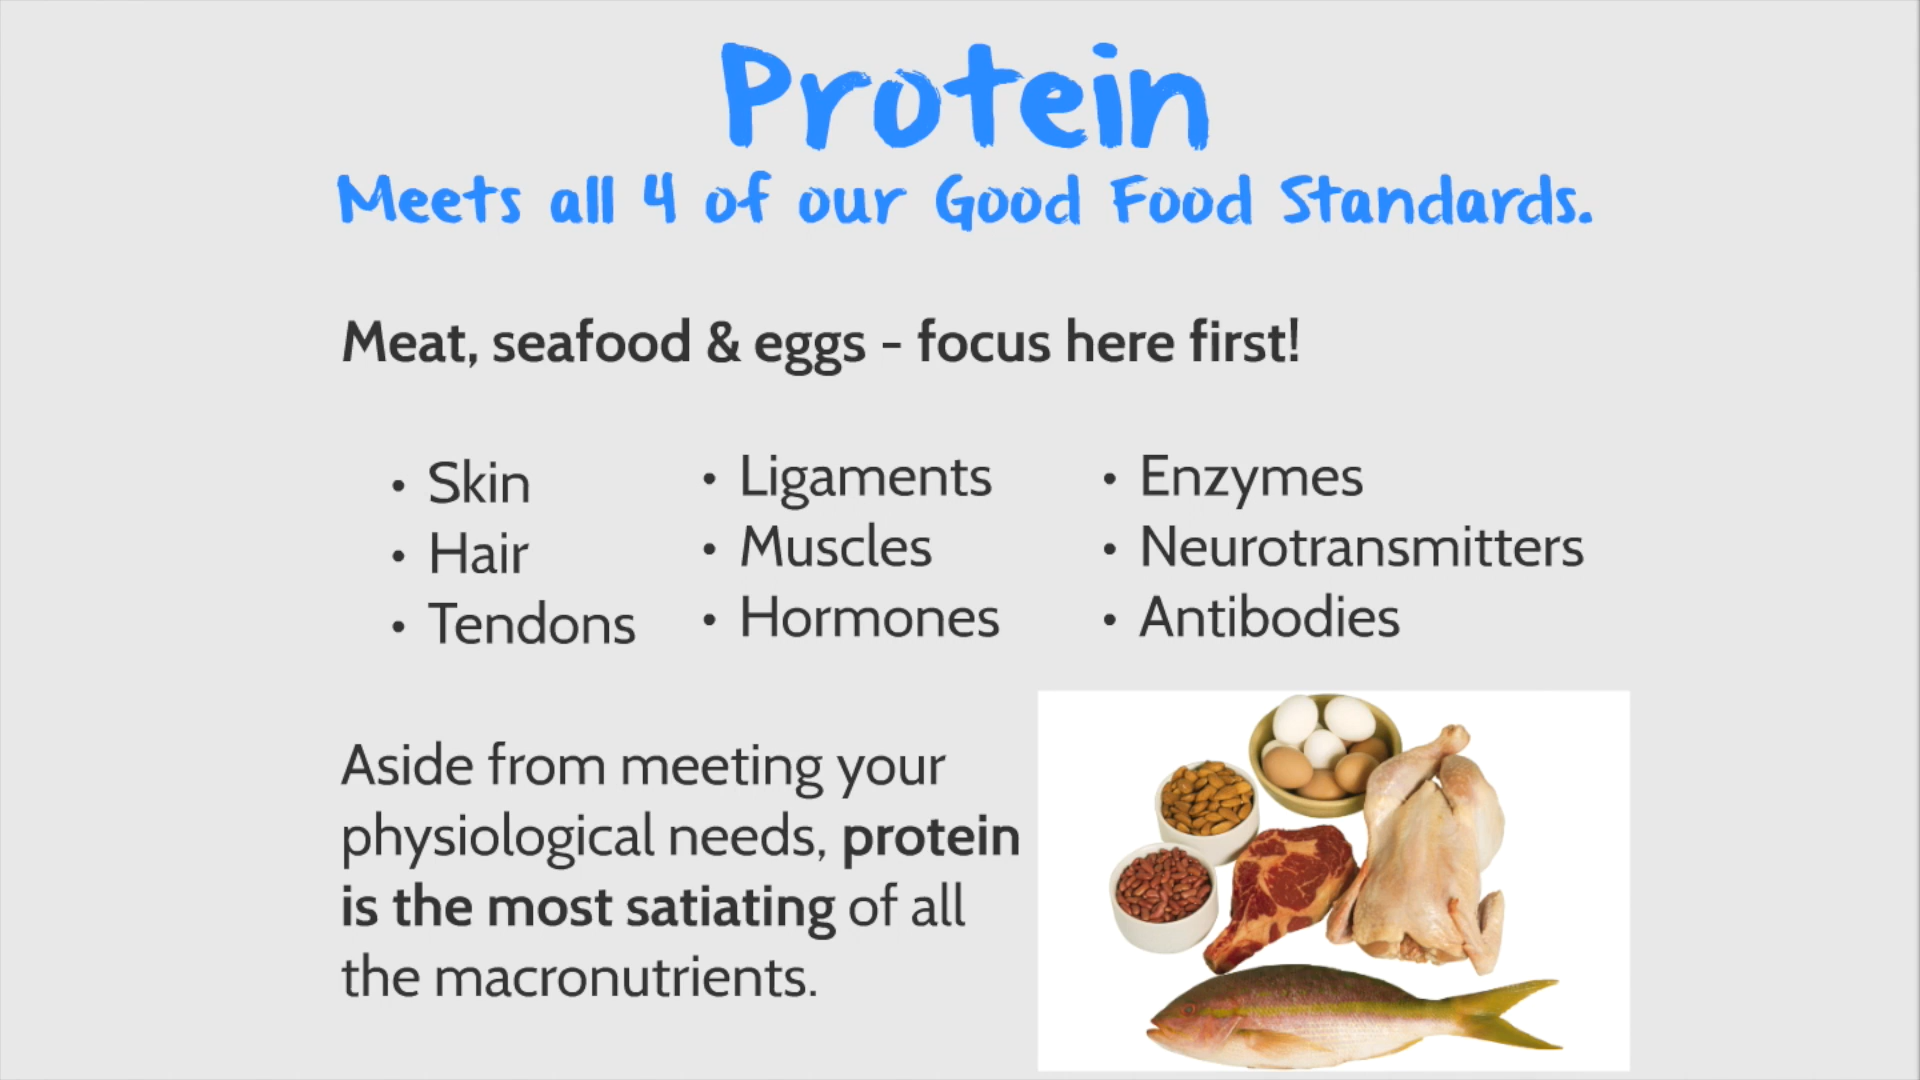 Protein
Meets all 4 of our Good Food Standards.
Meat, seafood & eggs - focus here first!
• Skin
• Hair
• Tendons
• Ligaments
• Muscles
• Hormones
• Enzymes
• Neurotransmitters
• Antibodies
Aside from meeting your
physiological needs, protein
is the most satiating of all
the macronutrients.